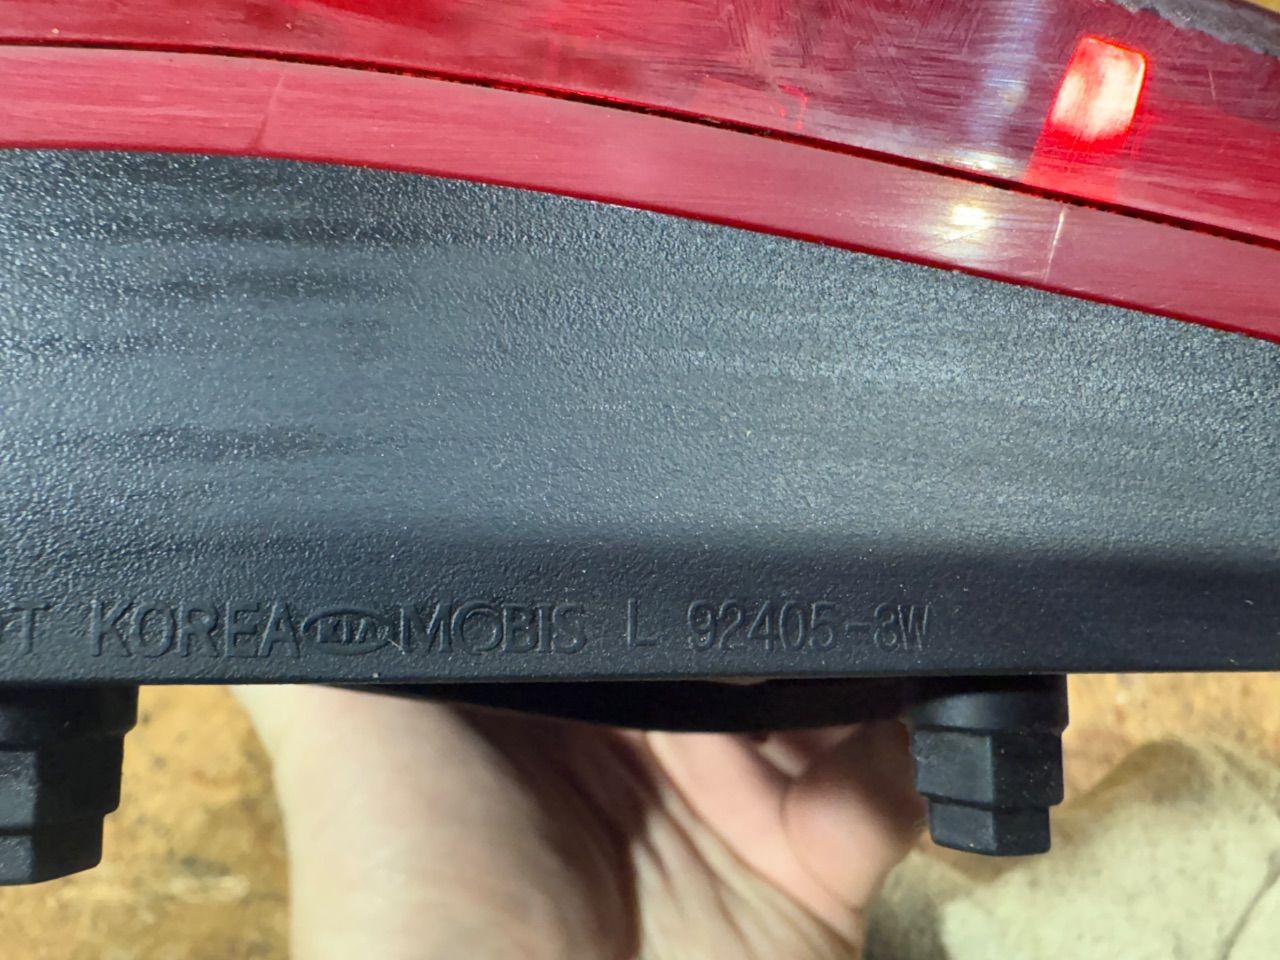 T KOREA KIA MOBIS L 92405-3W